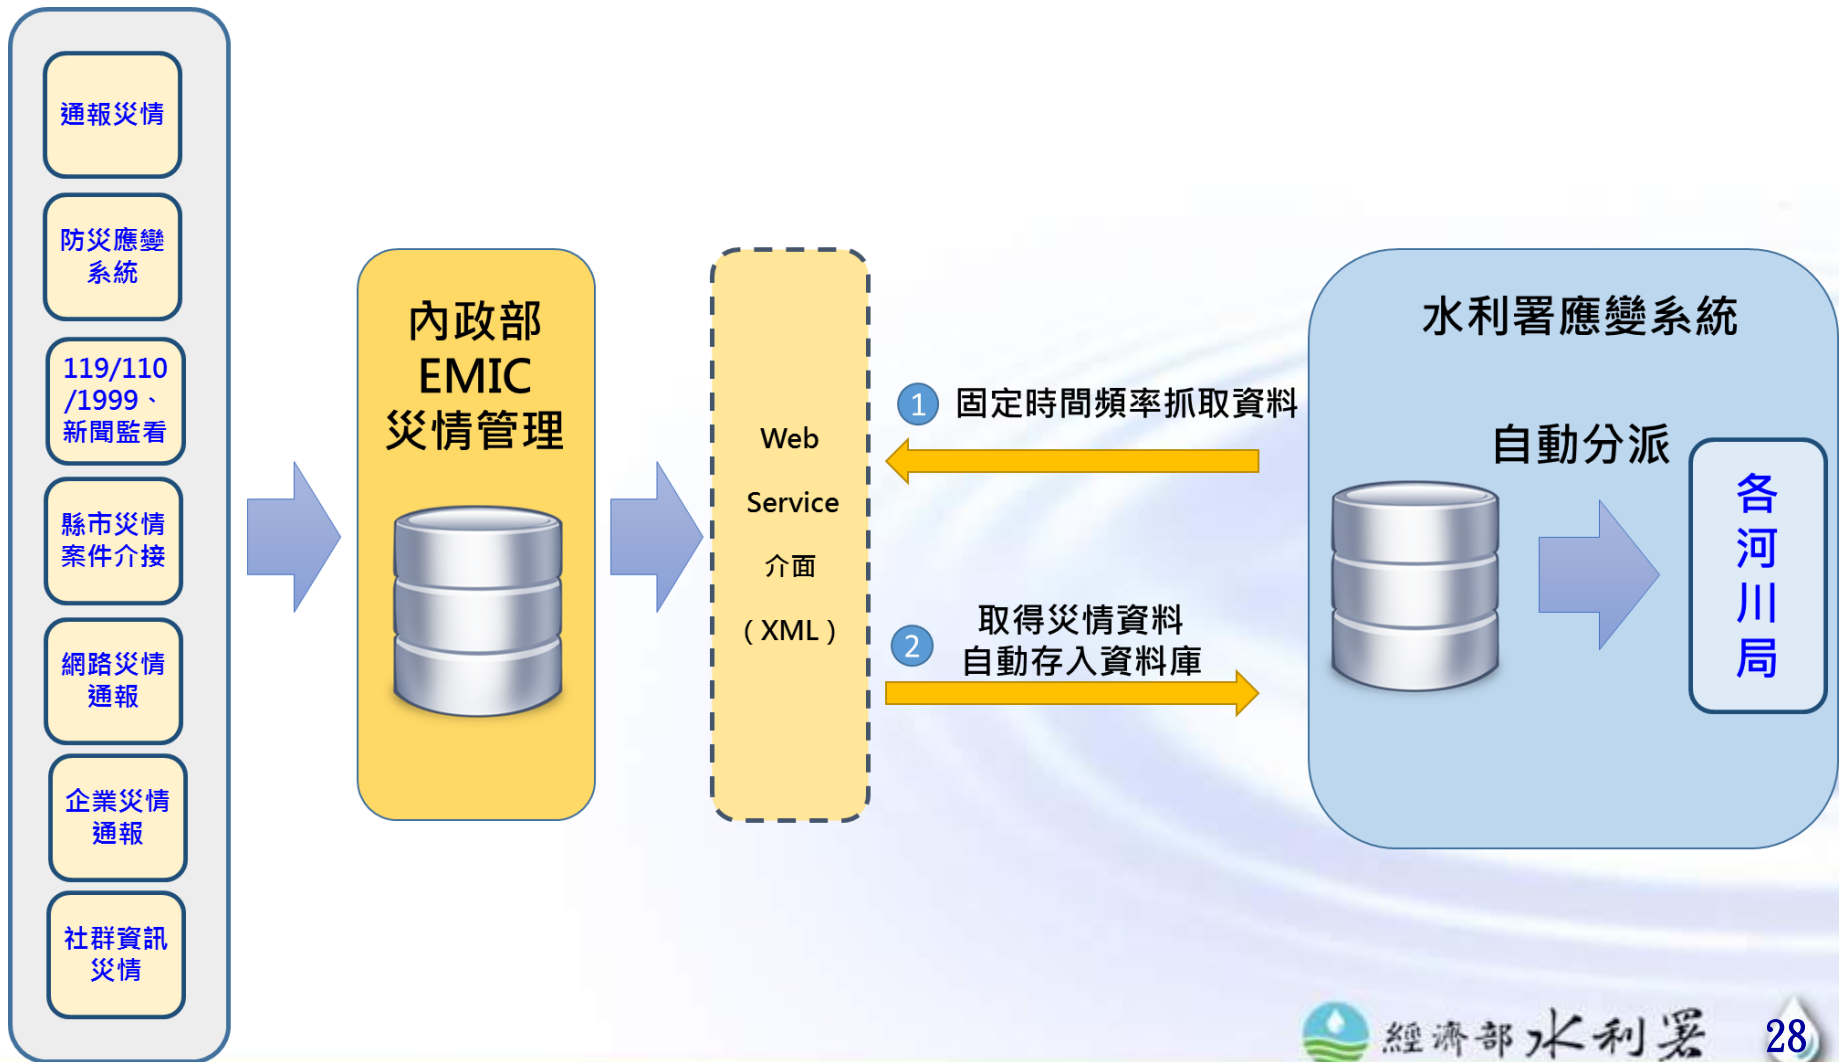 通報災情
防災應變
系統
119/110
/1999、
新聞監看
縣市災情
案件介接
網路災情
通報
企業災情
通報
社群資訊
災情
內政部
EMIC
災情管理
Web
Service
介面
（XML）
1 固定時間頻率抓取資料
2 取得災情資料
自動存入資料庫
水利署應變系統
自動分派
各
河
川
局
經濟部水利署
28